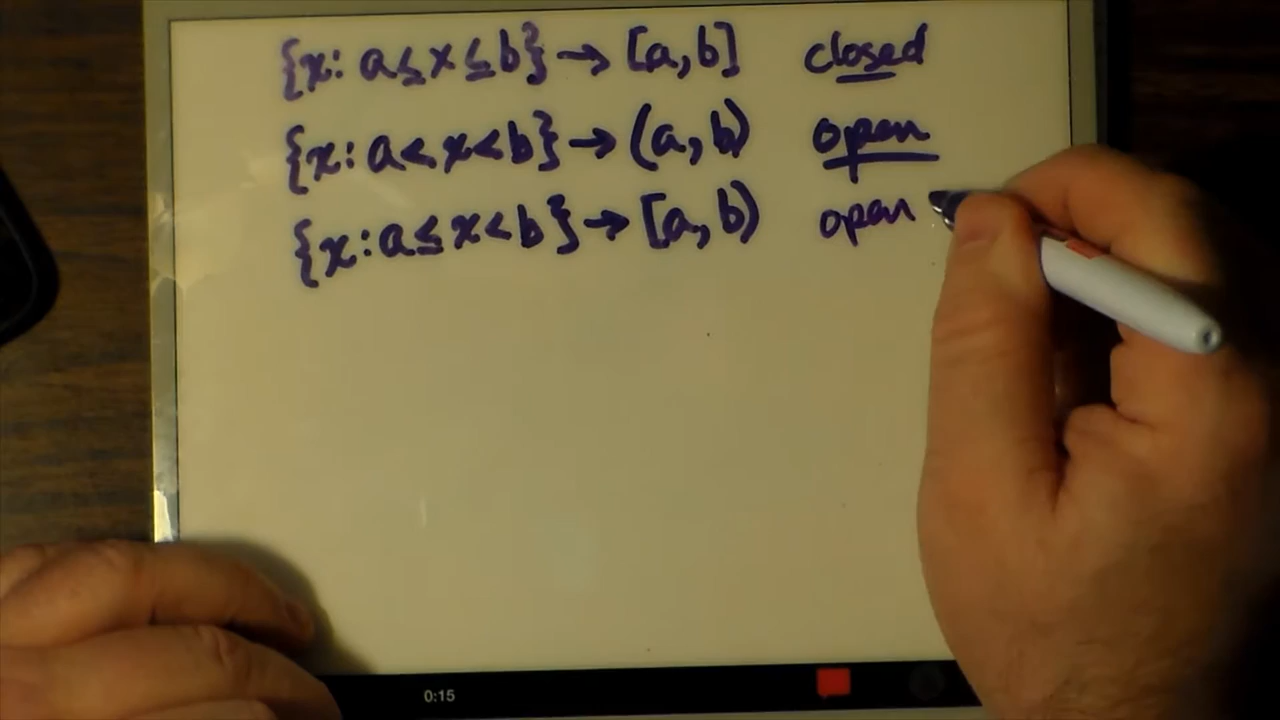 {x: a ≤ x ≤ b} → [a, b] closed
{x: a < x < b} → (a, b) open
{x: a ≤ x < b} → [a, b) open
0:15